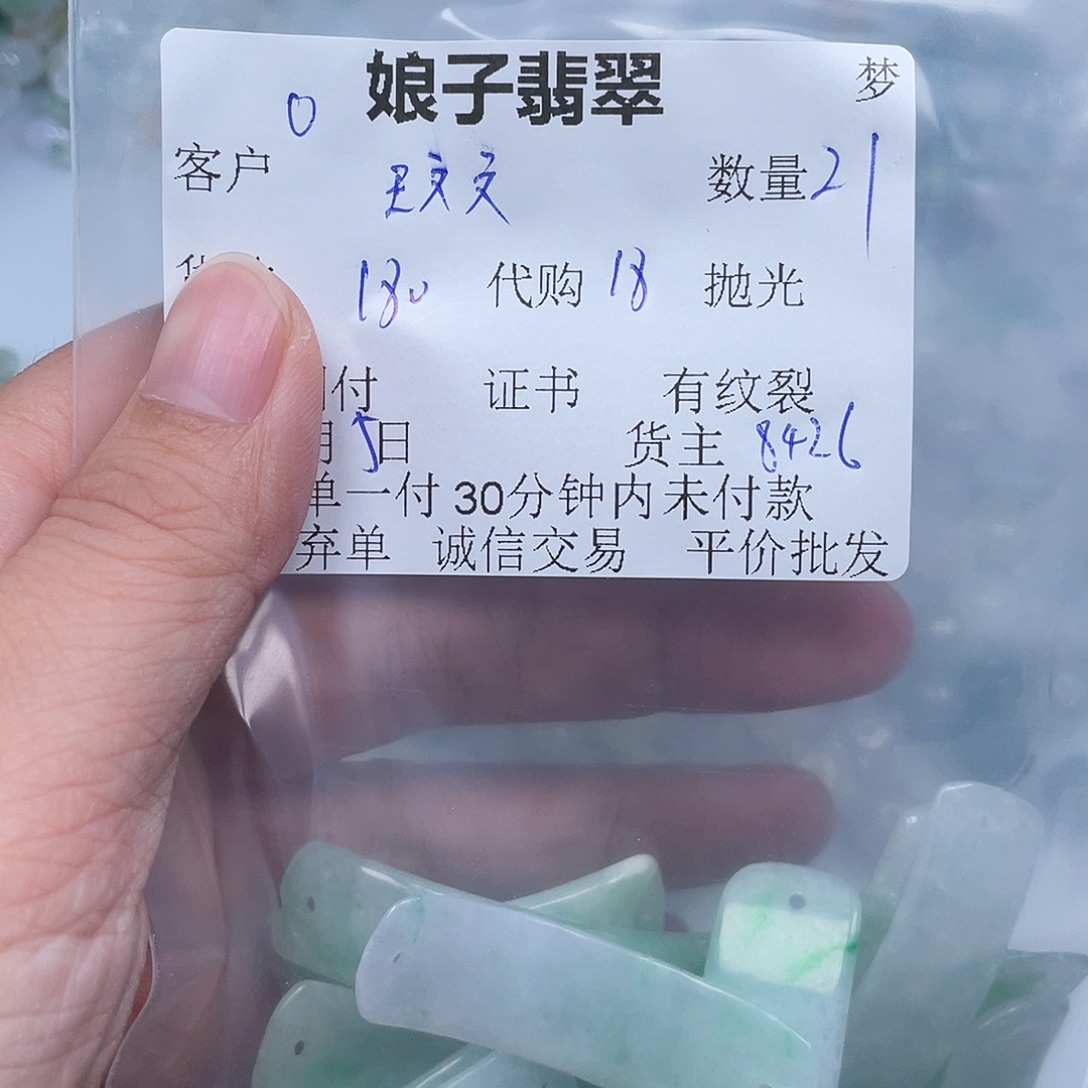 娘子翡翠 梦
0
客户 王文文 数量21
180 代购 18 抛光
付 证书 有纹裂
月5日 货主 8426
单一付 30分钟内未付款
弃单 诚信交易 平价批发